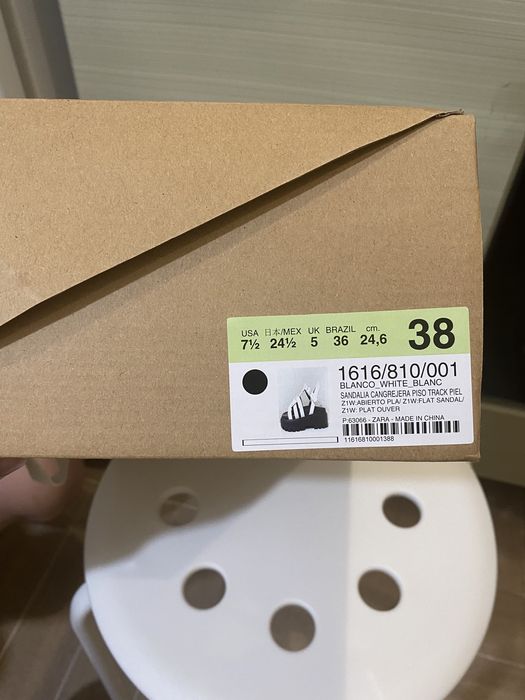 USA 日本/MEX UK BRAZIL cm.
7½ 24½ 5 36 24,6 38
1616/810/001
BLANCO_WHITE_BLANC
SANDALIA CANGREJERA PISO TRACK PIEL
Z1W:ABIERTO PLA/ Z1W:FLAT SANDAL/
Z1W: PLAT OUVER
P:63066 - ZARA - MADE IN CHINA
11616810001388